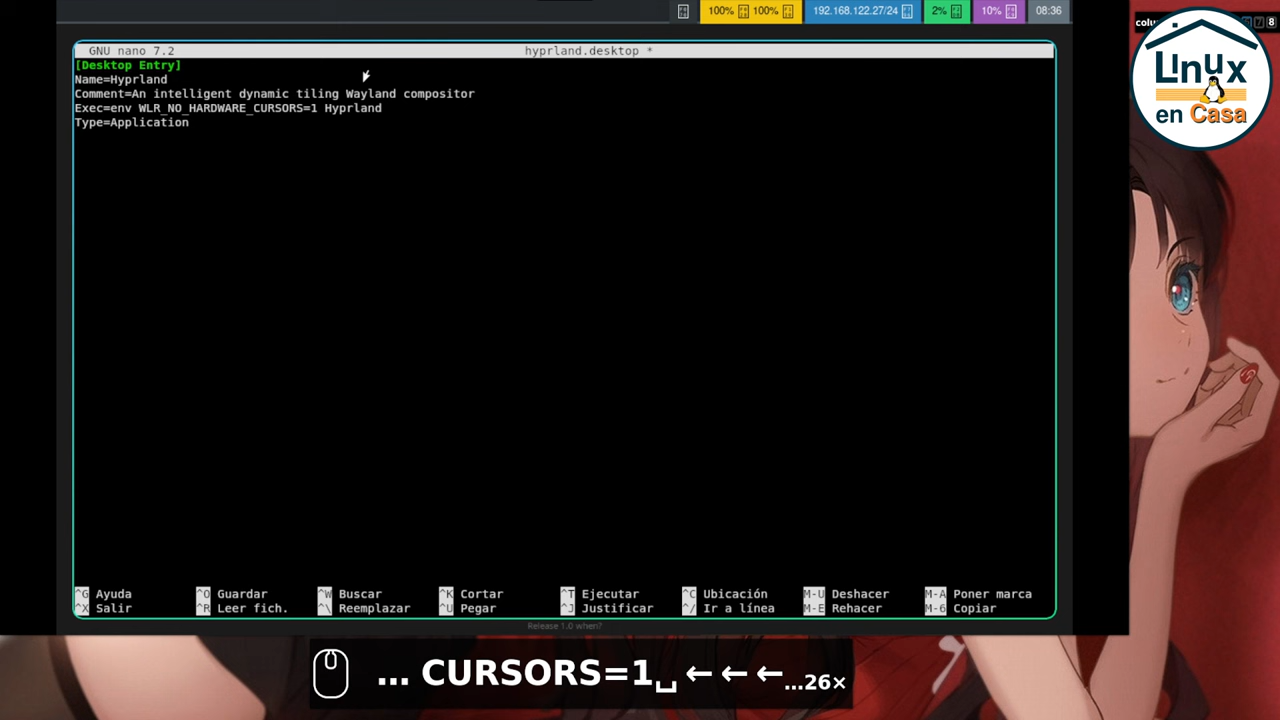 100% 100% 192.168.122.27/24 2% 10% 08:36
GNU nano 7.2 hyprland.desktop *
[Desktop Entry]
Name=Hyprland
Comment=An intelligent dynamic tiling Wayland compositor
Exec=env WLR_NO_HARDWARE_CURSORS=1 Hyprland
Type=Application
^G Ayuda ^O Guardar ^W Buscar ^K Cortar ^T Ejecutar ^C Ubicación M-U Deshacer M-A Poner marca
^X Salir ^R Leer fich. ^\ Reemplazar ^U Pegar ^J Justificar ^/ Ir a línea M-E Rehacer M-6 Copiar
Release 1.0 when?
... CURSORS=1␣←←←...26×
7 8
Linux
en Casa